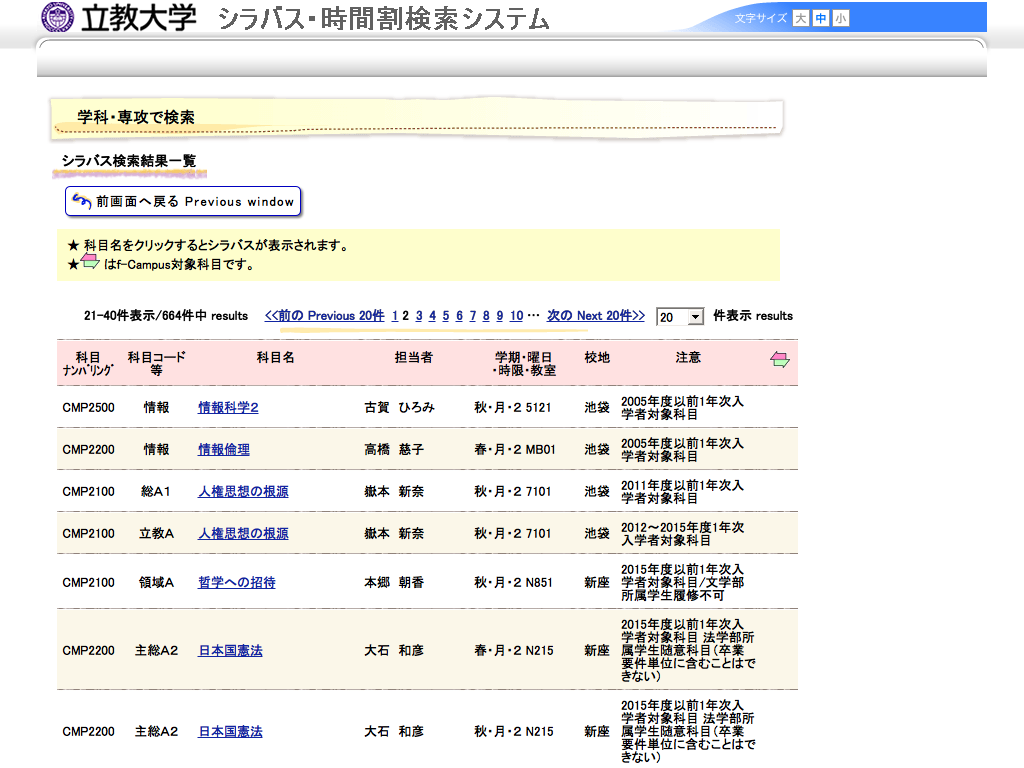 立教大学 シラバス・時間割検索システム 文字サイズ 大 中 小
学科・専攻で検索
シラバス検索結果一覧
前画面へ戻る Previous window
★ 科目名をクリックするとシラバスが表示されます。
★ はf-Campus対象科目です。
21-40件表示/664件中 results <<前の Previous 20件 1 2 3 4 5 6 7 8 9 10 … 次の Next 20件>> 20 件表示 results
科目 ナンバリング 科目コード 等 科目名 担当者 学期・曜日 ・時限・教室 校地 注意
CMP2500 情報 情報科学2 古賀 ひろみ 秋・月・2 5121 池袋 2005年度以前1年次入
学者対象科目
CMP2200 情報 情報倫理 高橋 慈子 春・月・2 MB01 池袋 2005年度以前1年次入
学者対象科目
CMP2100 総A1 人権思想の根源 嶽本 新奈 秋・月・2 7101 池袋 2011年度以前1年次入
学者対象科目
CMP2100 立教A 人権思想の根源 嶽本 新奈 秋・月・2 7101 池袋 2012～2015年度1年次
入学者対象科目
CMP2100 領域A 哲学への招待 本郷 朝香 秋・月・2 N851 新座 2015年度以前1年次入
学者対象科目/文学部
所属学生履修不可
CMP2200 主総A2 日本国憲法 大石 和彦 春・月・2 N215 新座 2015年度以前1年次入
学者対象科目 法学部所
属学生随意科目(卒業
要件単位に含むことはで
きない)
CMP2200 主総A2 日本国憲法 大石 和彦 秋・月・2 N215 新座 2015年度以前1年次入
学者対象科目 法学部所
属学生随意科目(卒業
要件単位に含むことはで
きない)